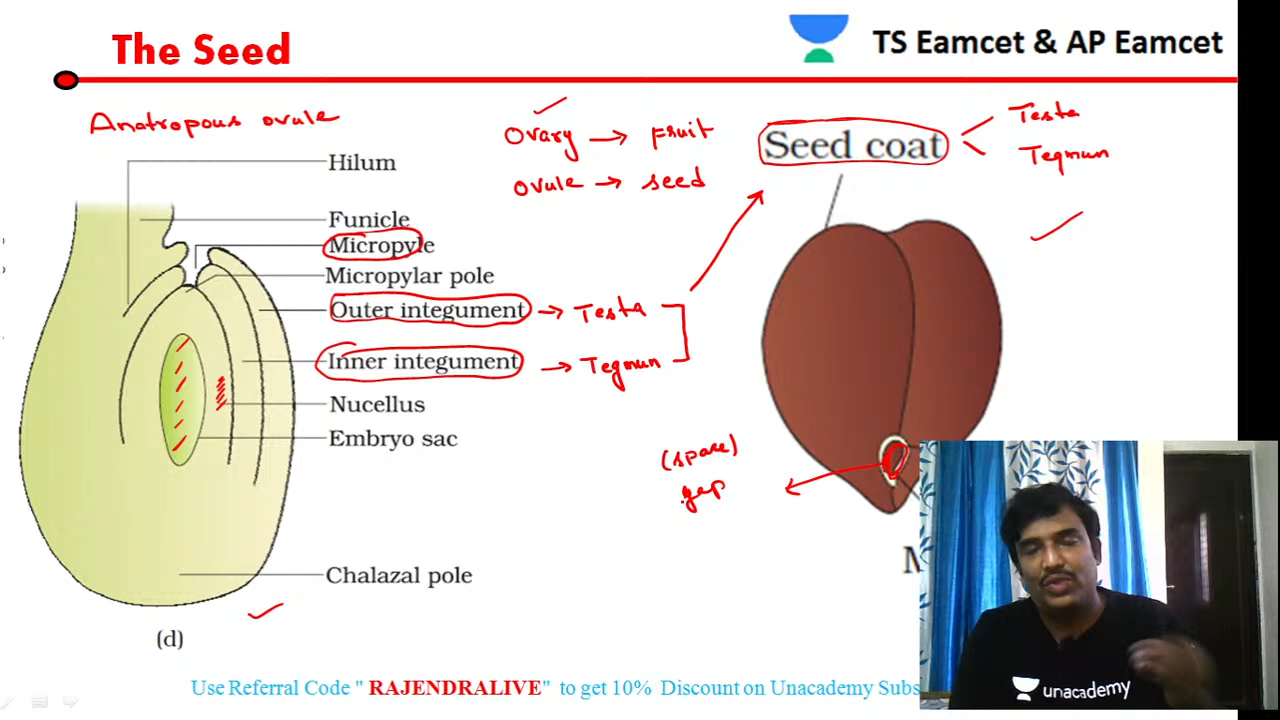 The Seed
TS Eamcet & AP Eamcet
Anatropous ovule
Ovary → fruit
ovule → seed
Seed coat
Testa
Tegmun
Hilum
Funicle
Micropyle
Micropylar pole
Outer integument → Testa
Inner integument → Tegmun
Nucellus
Embryo sac
(space)
gap
Chalazal pole
(d)
M
unacademy
Use Referral Code " RAJENDRALIVE" to get 10% Discount on Unacademy Subs